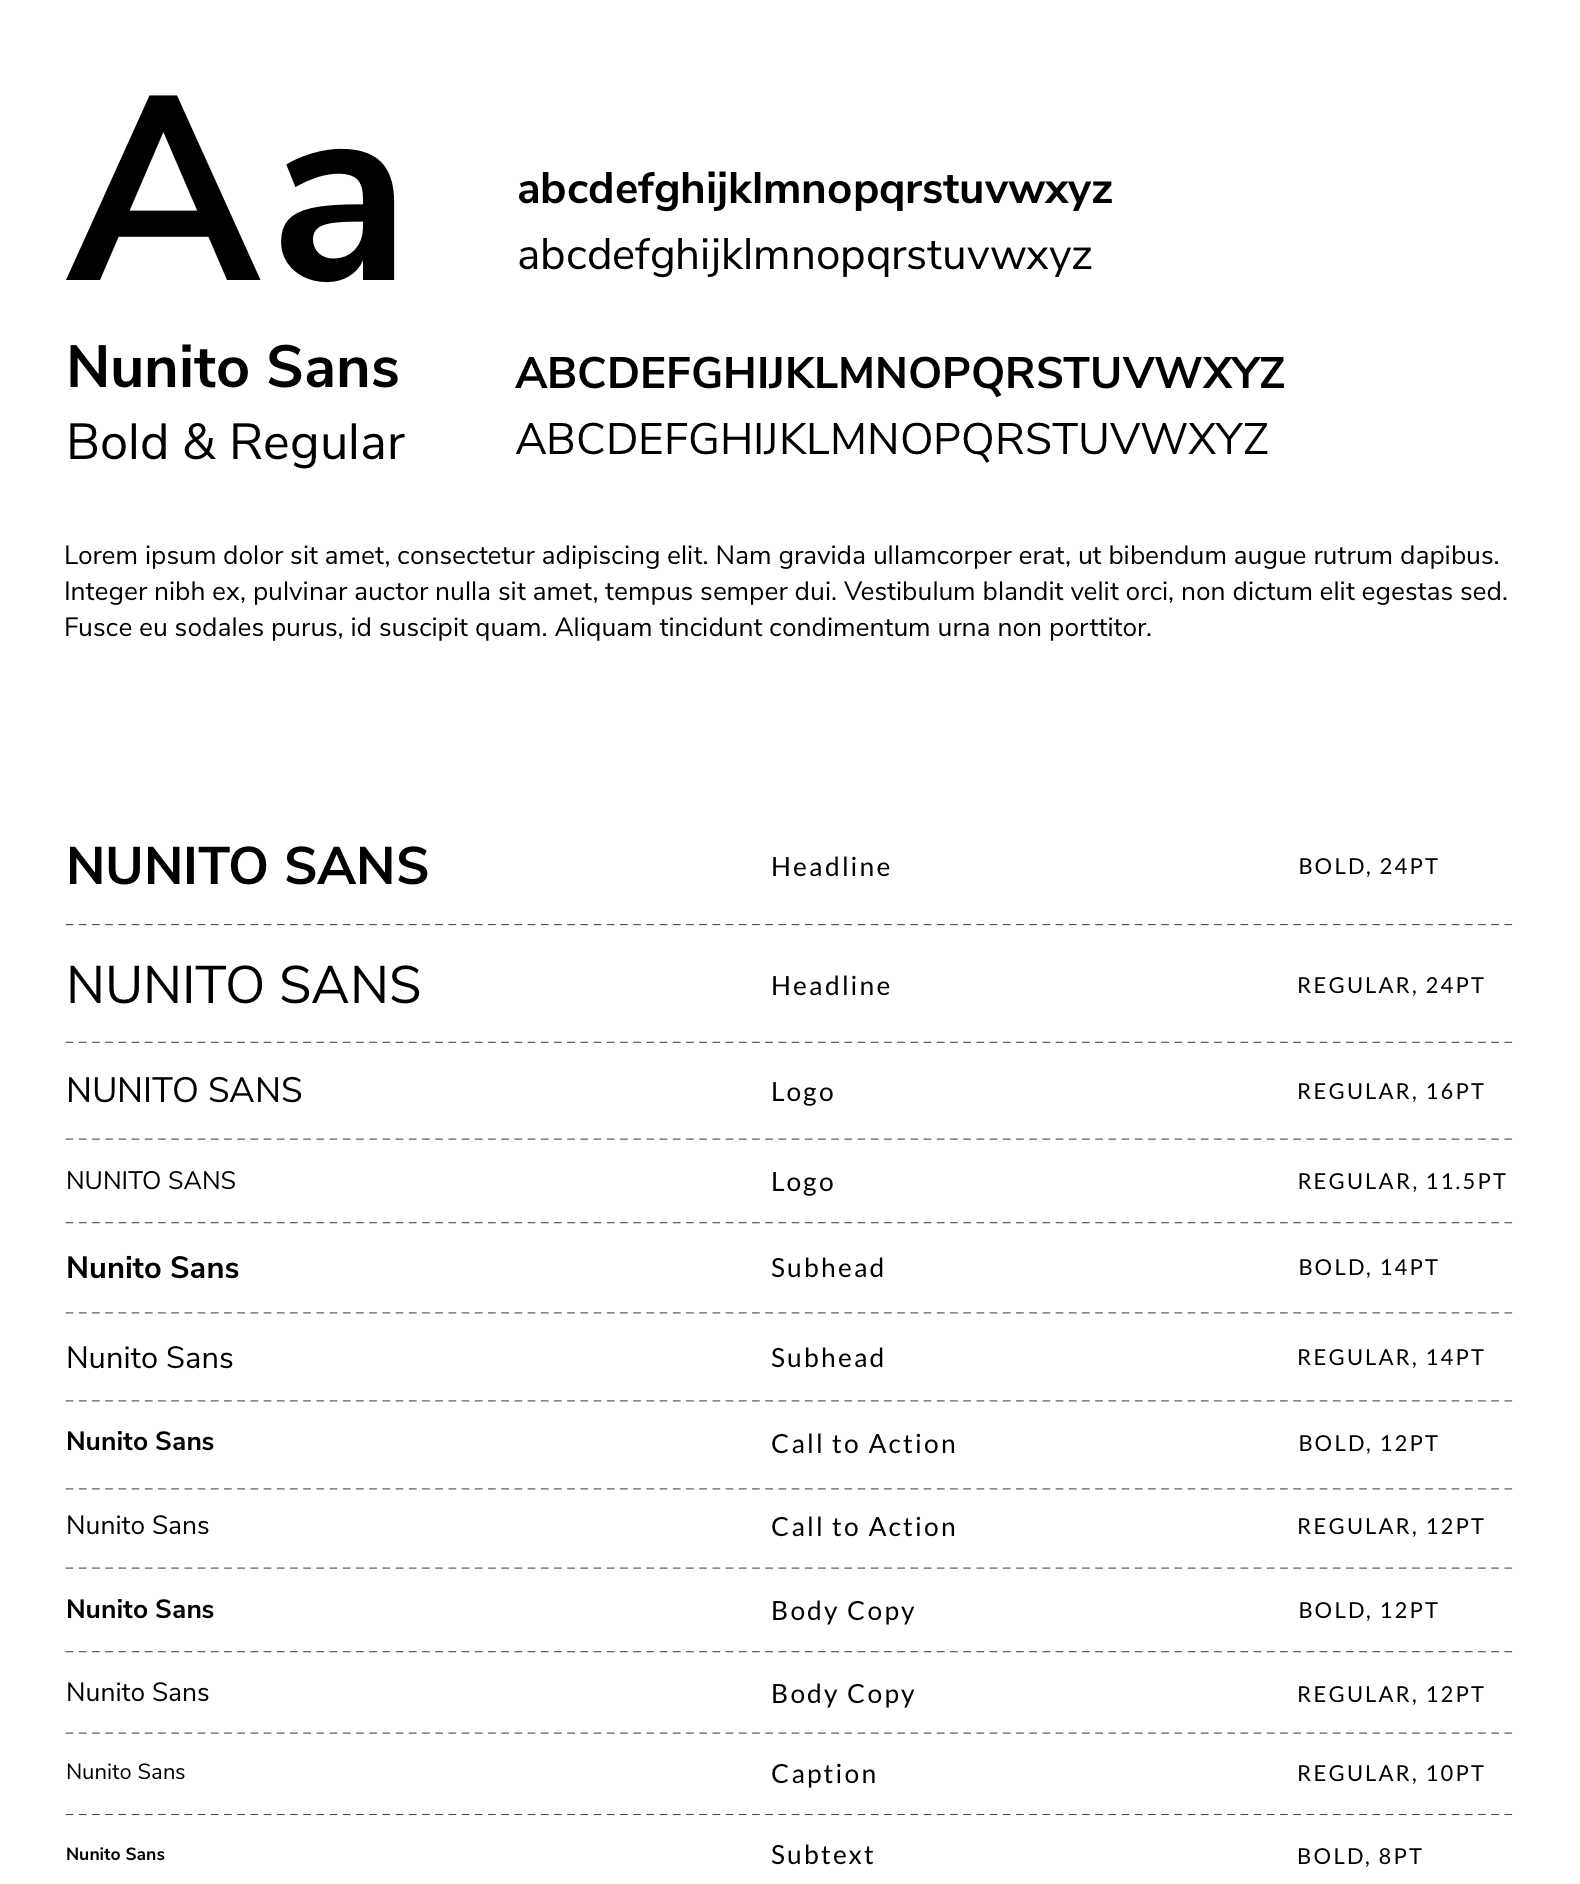 Aa
abcdefghijklmnopqrstuvwxyz
abcdefghijklmnopqrstuvwxyz
Nunito Sans
Bold & Regular
ABCDEFGHIJKLMNOPQRSTUVWXYZ
ABCDEFGHIJKLMNOPQRSTUVWXYZ
Lorem ipsum dolor sit amet, consectetur adipiscing elit. Nam gravida ullamcorper erat, ut bibendum augue rutrum dapibus.
Integer nibh ex, pulvinar auctor nulla sit amet, tempus semper dui. Vestibulum blandit velit orci, non dictum elit egestas sed.
Fusce eu sodales purus, id suscipit quam. Aliquam tincidunt condimentum urna non porttitor.
NUNITO SANS Headline BOLD, 24PT
NUNITO SANS Headline REGULAR, 24PT
NUNITO SANS Logo REGULAR, 16PT
NUNITO SANS Logo REGULAR, 11.5PT
Nunito Sans Subhead BOLD, 14PT
Nunito Sans Subhead REGULAR, 14PT
Nunito Sans Call to Action BOLD, 12PT
Nunito Sans Call to Action REGULAR, 12PT
Nunito Sans Body Copy BOLD, 12PT
Nunito Sans Body Copy REGULAR, 12PT
Nunito Sans Caption REGULAR, 10PT
Nunito Sans Subtext BOLD, 8PT